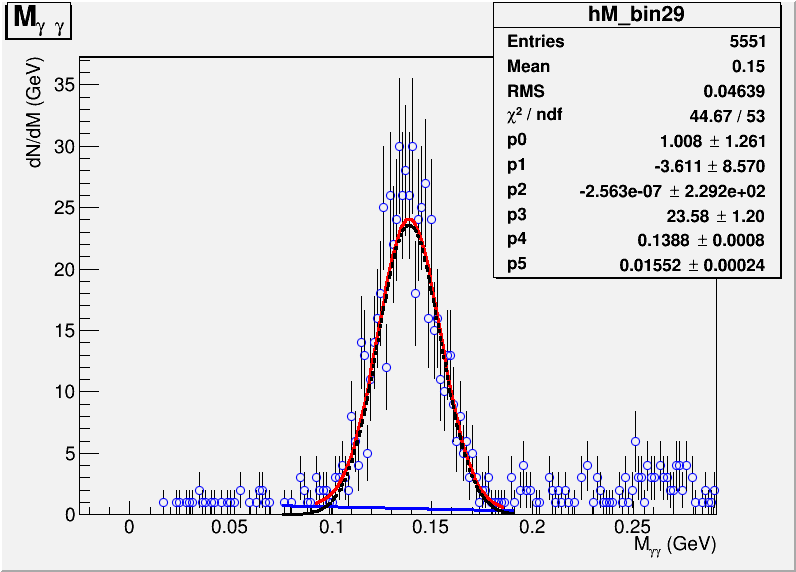 Mγ γ
hM_bin29
Entries 5551
Mean 0.15
RMS 0.04639
χ² / ndf 44.67 / 53
p0 1.008 ± 1.261
p1 -3.611 ± 8.570
p2 -2.563e-07 ± 2.292e+02
p3 23.58 ± 1.20
p4 0.1388 ± 0.0008
p5 0.01552 ± 0.00024
dN/dM (GeV)
35
30
25
20
15
10
5
0
0 0.05 0.1 0.15 0.2 0.25
Mγγ (GeV)